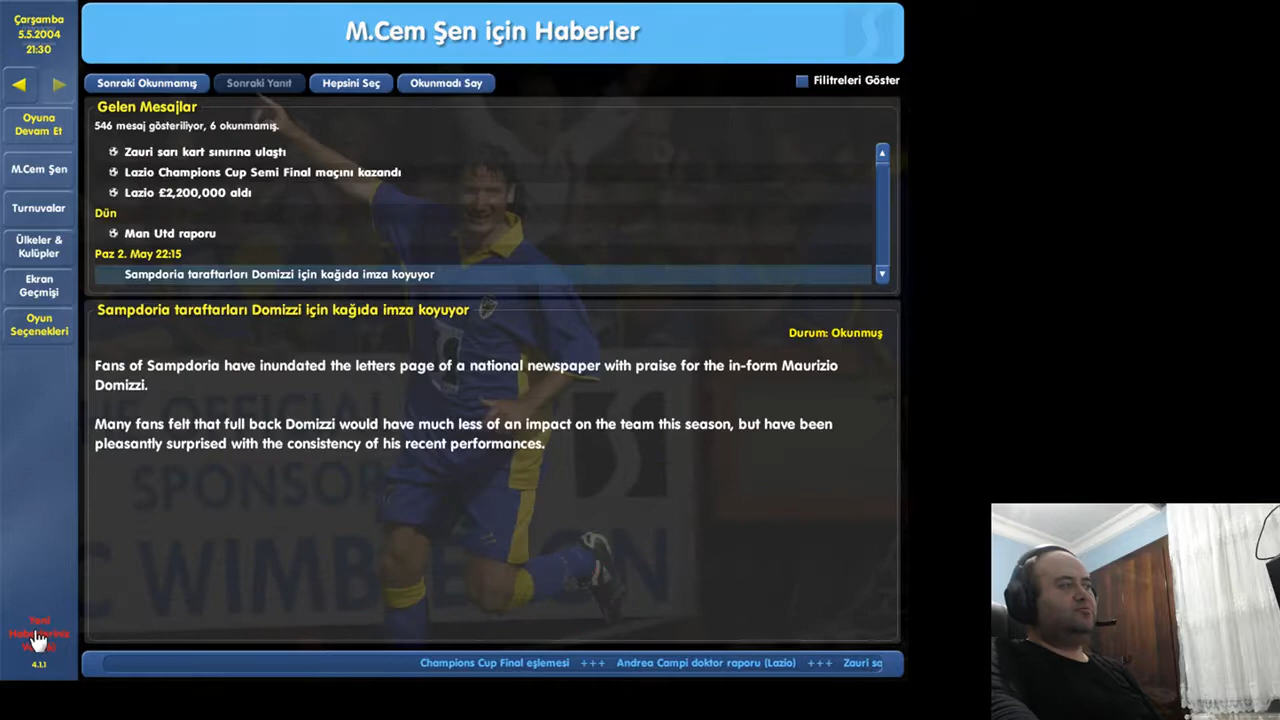 Çarşamba
5.5.2004
21:30
M.Cem Şen için Haberler
Sonraki Okunmamış
Sonraki Yanıt
Hepsini Seç
Okunmadı Say
Filitreleri Göster
Oyuna
Devam Et
M.Cem Şen
Turnuvalar
Ülkeler &
Kulüpler
Ekran
Geçmişi
Oyun
Seçenekleri
Gelen Mesajlar
546 mesaj gösteriliyor, 6 okunmamış.
Zauri sarı kart sınırına ulaştı
Lazio Champions Cup Semi Final maçını kazandı
Lazio £2,200,000 aldı
Dün
Man Utd raporu
Paz 2. May 22:15
Sampdoria taraftarları Domizzi için kağıda imza koyuyor
Sampdoria taraftarları Domizzi için kağıda imza koyuyor
Durum: Okunmuş
Fans of Sampdoria have inundated the letters page of a national newspaper with praise for the in-form Maurizio
Domizzi.
Many fans felt that full back Domizzi would have much less of an impact on the team this season, but have been
pleasantly surprised with the consistency of his recent performances.
SPONSOR
WIMBLEDON
Yeni
4.1.1
Champions Cup Final eşlemesi +++ Andrea Campi doktor raporu (Lazio) +++ Zauri sa